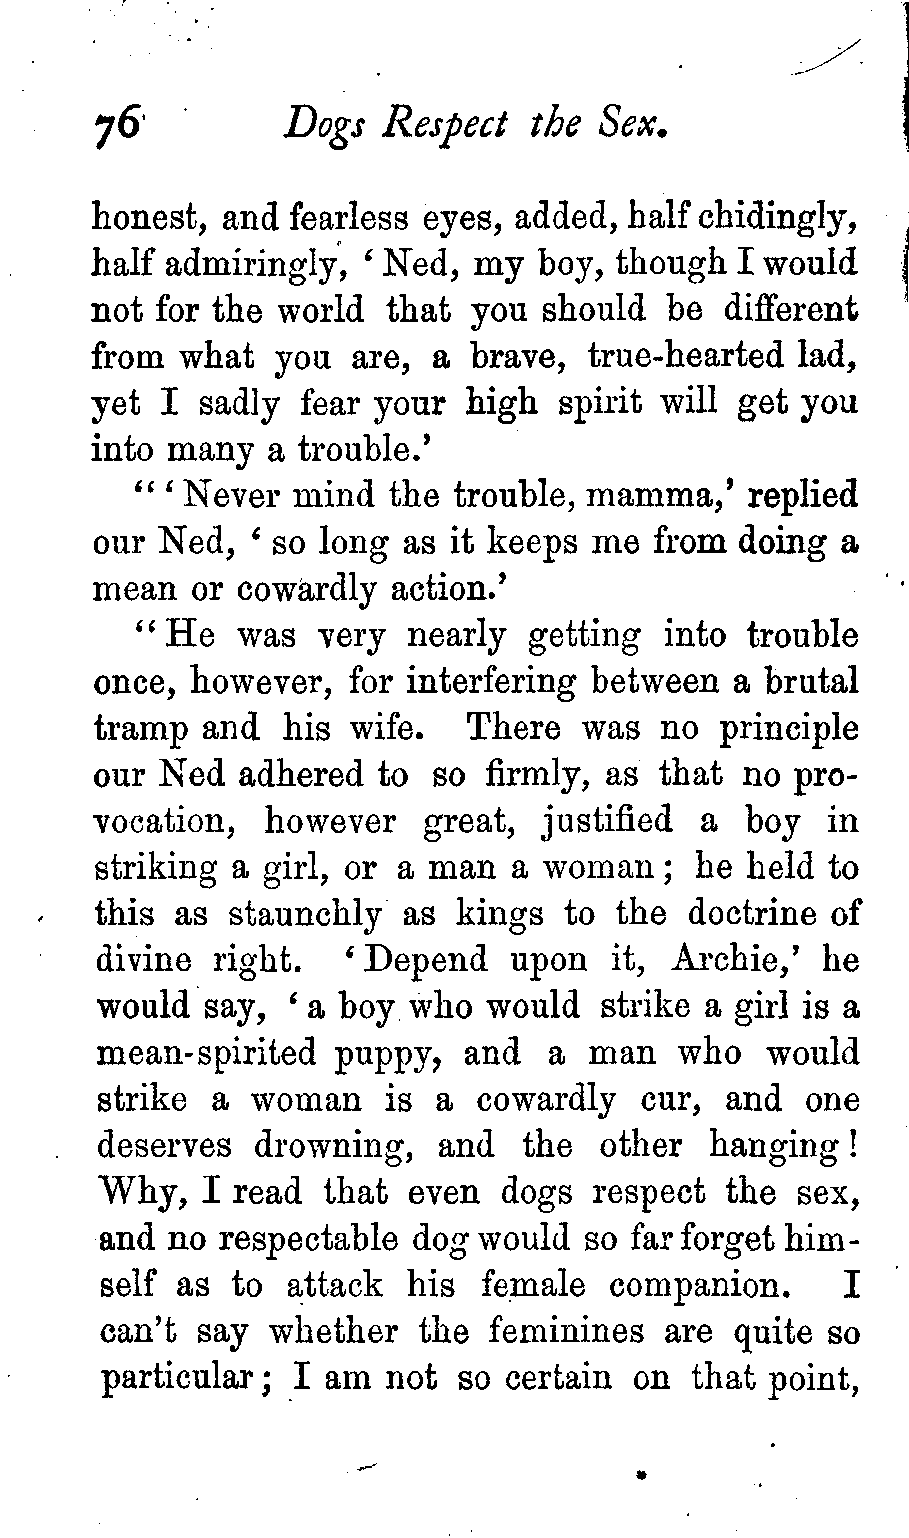 76 Dogs Respect the Sex.
honest, and fearless eyes, added, half chidingly,
half admiringly, ‘ Ned, my boy, though I would
not for the world that you should be different
from what you are, a brave, true-hearted lad,
yet I sadly fear your high spirit will get you
into many a trouble.’
“ ‘ Never mind the trouble, mamma,’ replied
our Ned, ‘ so long as it keeps me from doing a
mean or cowardly action.’
“ He was very nearly getting into trouble
once, however, for interfering between a brutal
tramp and his wife. There was no principle
our Ned adhered to so firmly, as that no pro-
vocation, however great, justified a boy in
striking a girl, or a man a woman ; he held to
this as staunchly as kings to the doctrine of
divine right. ‘ Depend upon it, Archie,’ he
would say, ‘ a boy who would strike a girl is a
mean-spirited puppy, and a man who would
strike a woman is a cowardly cur, and one
deserves drowning, and the other hanging !
Why, I read that even dogs respect the sex,
and no respectable dog would so far forget him-
self as to attack his female companion. I
can’t say whether the feminines are quite so
particular ; I am not so certain on that point,